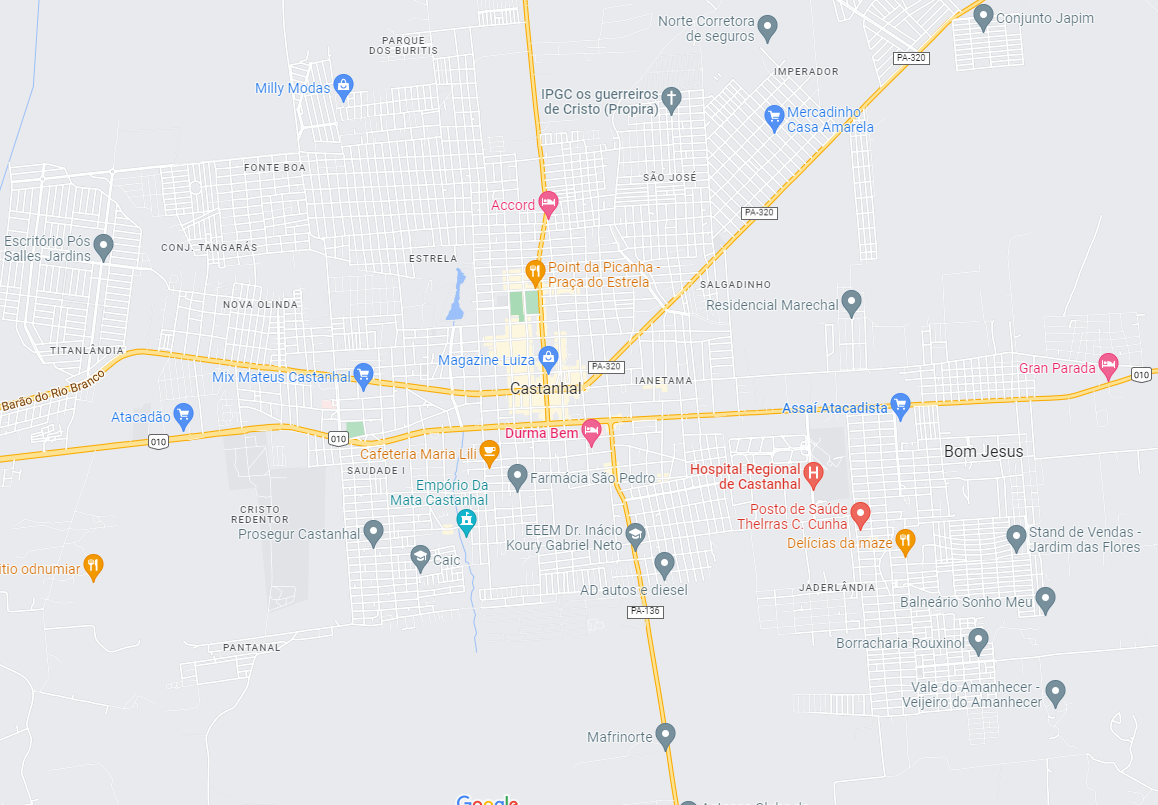 Norte Corretora
de seguros
Conjunto Japim
PARQUE
DOS BURITIS
PA-320
IMPERADOR
Milly Modas
IPGC os guerreiros
de Cristo (Propira)
Mercadinho
Casa Amarela
FONTE BOA
SÃO JOSÉ
Accord
PA-320
Escritório Pós
Salles Jardins
CONJ. TANGARÁS
ESTRELA
Point da Picanha -
Praça do Estrela
SALGADINHO
NOVA OLINDA
Residencial Marechal
TITANLÂNDIA
Magazine Luiza
PA-320
Gran Parada
010
Mix Mateus Castanhal
IANETAMA
Barão do Rio Branco
Castanhal
Assaí Atacadista
Atacadão
010
010
Durma Bem
Cafeteria Maria Lili
Bom Jesus
SAUDADE I
Farmácia São Pedro
Hospital Regional
de Castanhal
Empório Da
Mata Castanhal
CRISTO
REDENTOR
Posto de Saúde
Thelrras C. Cunha
Prosegur Castanhal
EEEM Dr. Inácio
Koury Gabriel Neto
Delícias da maze
Stand de Vendas -
Jardim das Flores
Caic
itio odnumiar
AD autos e diesel
JADERLÂNDIA
Balneário Sonho Meu
PA-136
PANTANAL
Borracharia Rouxinol
Vale do Amanhecer -
Veijeiro do Amanhecer
Mafrinorte
Google